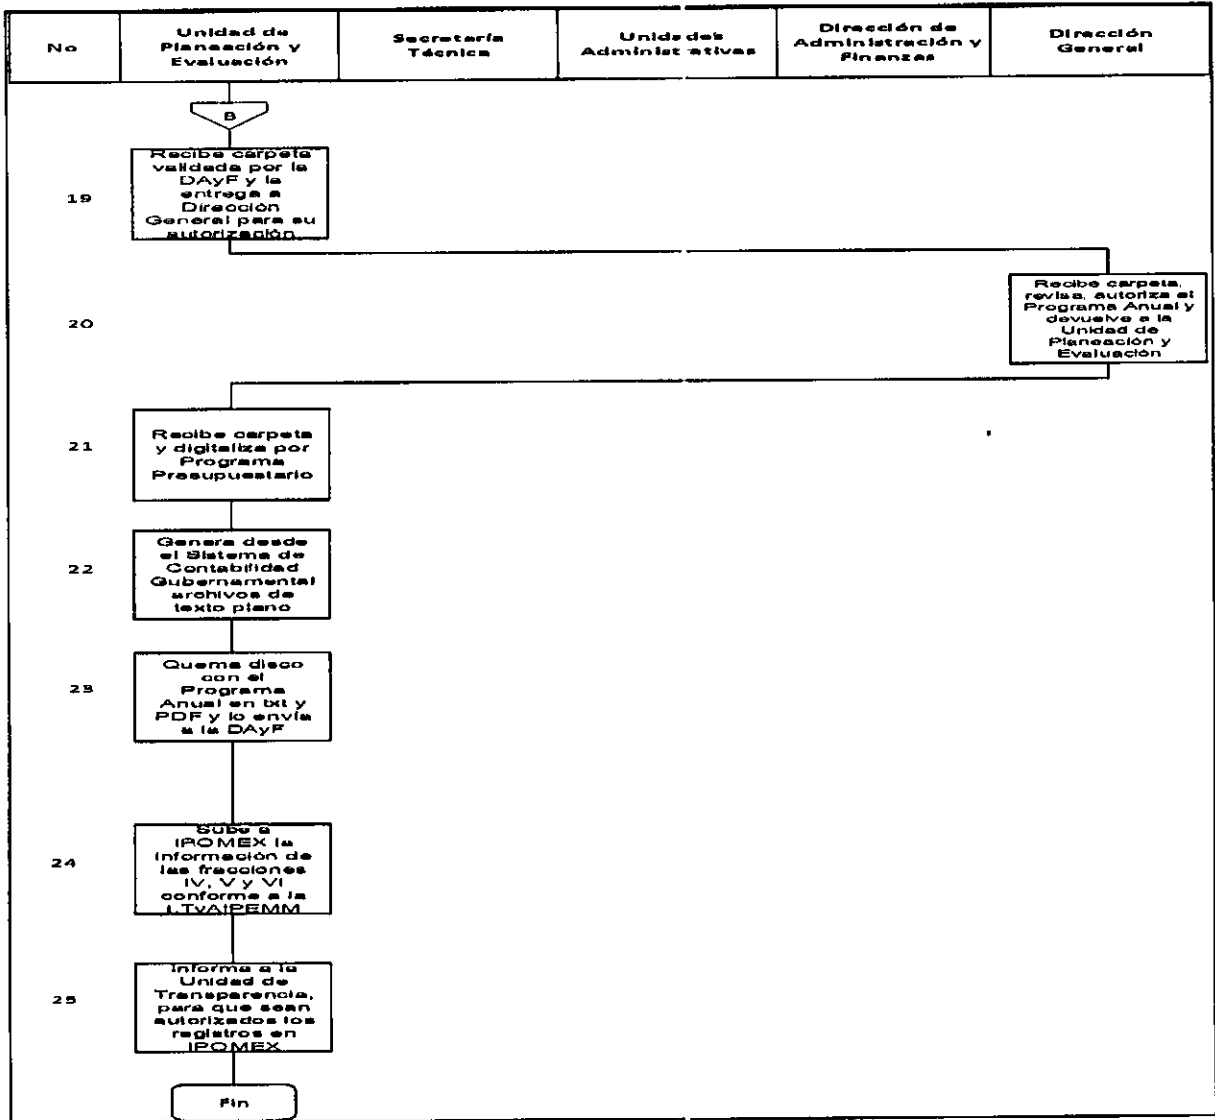 No
Unidad de
Planeación y
Evaluación
Secretaría
Técnica
Unidades
Administ ativas
Dirección de
Administración y
Finanzas
Dirección
General
B
19
Recibe carpeta
validada por la
DAyF y la
entrega a
Dirección
General para su
autorización
20
Recibe carpeta,
revisa, autoriza el
Programa Anual y
devuelve a la
Unidad de
Planeación y
Evaluación
21
Recibe carpeta
y digitaliza por
Programa
Presupuestario
22
Genera desde
el Sistema de
Contabilidad
Gubernamental
archivos de
texto plano
23
Quema disco
con el
Programa
Anual en txt y
PDF y lo envía
a la DAyF
24
Sube a
IPOMEX la
información de
las fracciones
IV, V y VI
conforme a la
LTyAIPEMM
25
Informa a la
Unidad de
Transparencia,
para que sean
autorizados los
registros en
IPOMEX
Fin